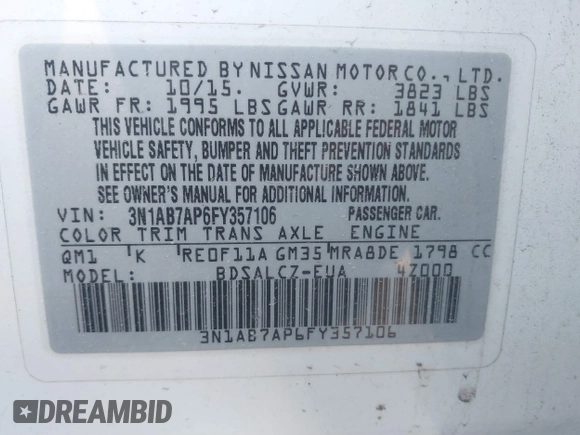 MANUFACTURED BY NISSAN MOTOR CO., LTD.
DATE: 10/15. GVWR: 3823 LBS
GAWR FR: 1995 LBS GAWR RR: 1841 LBS
THIS VEHICLE CONFORMS TO ALL APPLICABLE FEDERAL MOTOR
VEHICLE SAFETY, BUMPER AND THEFT PREVENTION STANDARDS
IN EFFECT ON THE DATE OF MANUFACTURE SHOWN ABOVE.
SEE OWNER'S MANUAL FOR ADDITIONAL INFORMATION.
VIN: 3N1AB7AP6FY357106 PASSENGER CAR.
COLOR TRIM TRANS AXLE ENGINE
QM1 K RE0F11A GM35 MRA8DE 1798 CC
MODEL: BDSALCZ-EUA 4Z000
3N1AB7AP6FY357106
DREAMBID